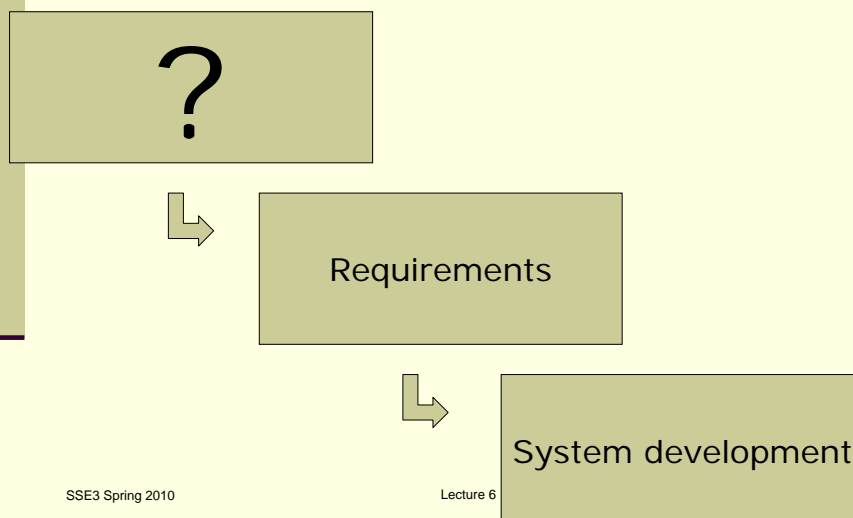 ?
Requirements
System development
SSE3 Spring 2010
Lecture 6